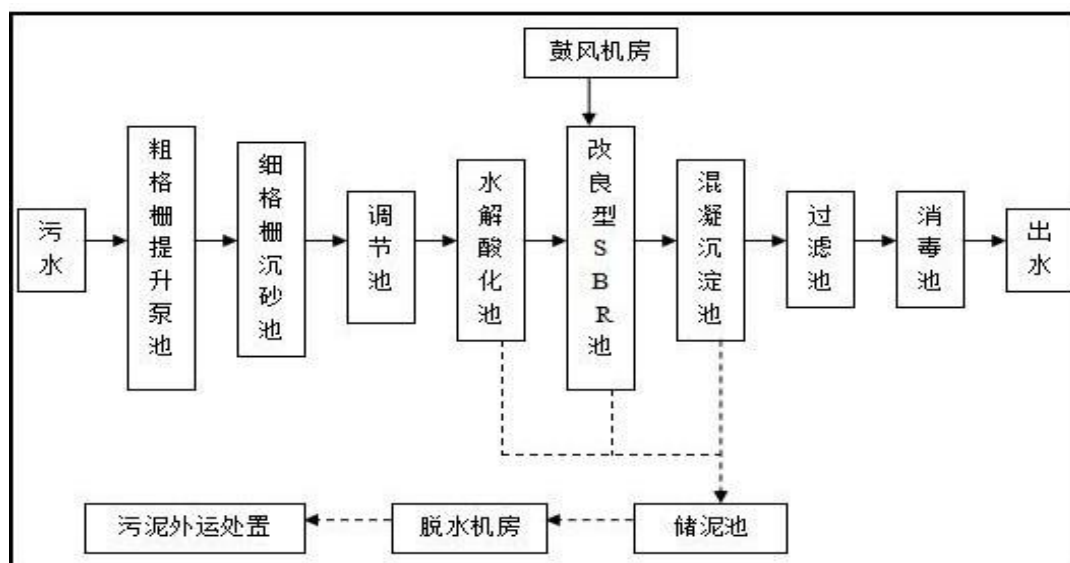 鼓风机房
污水
粗格栅提升泵池
细格栅沉砂池
调节池
水解酸化池
改良型SBR池
混凝沉淀池
过滤池
消毒池
出水
污泥外运处置
脱水机房
储泥池